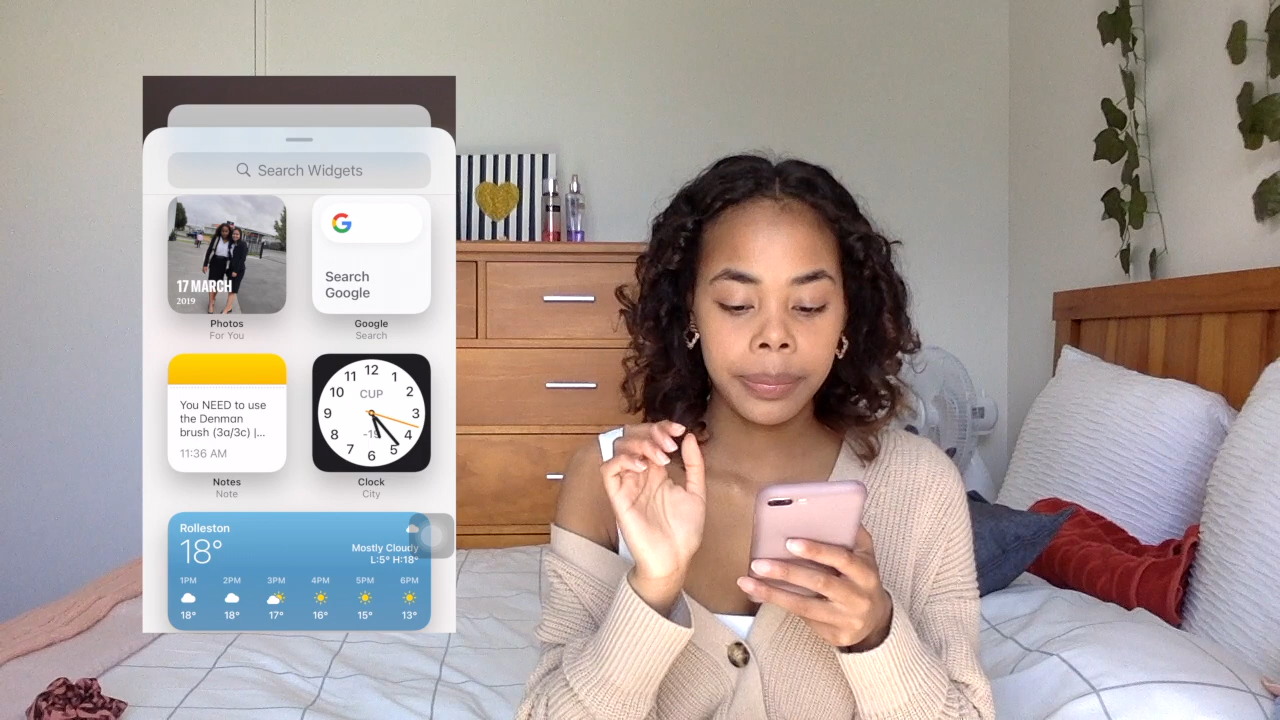 Search Widgets
17 MARCH
2019
Photos
For You
G
Search
Google
Google
Search
You NEED to use
the Denman
brush (3a/3c) |...
11:36 AM
Notes
Note
12
11 1
10 CUP 2
9 3
8 4
7 5
6
Clock
City
Rolleston
18°
Mostly Cloudy
L:5° H:18°
1PM 2PM 3PM 4PM 5PM 6PM
18° 18° 17° 16° 15° 13°